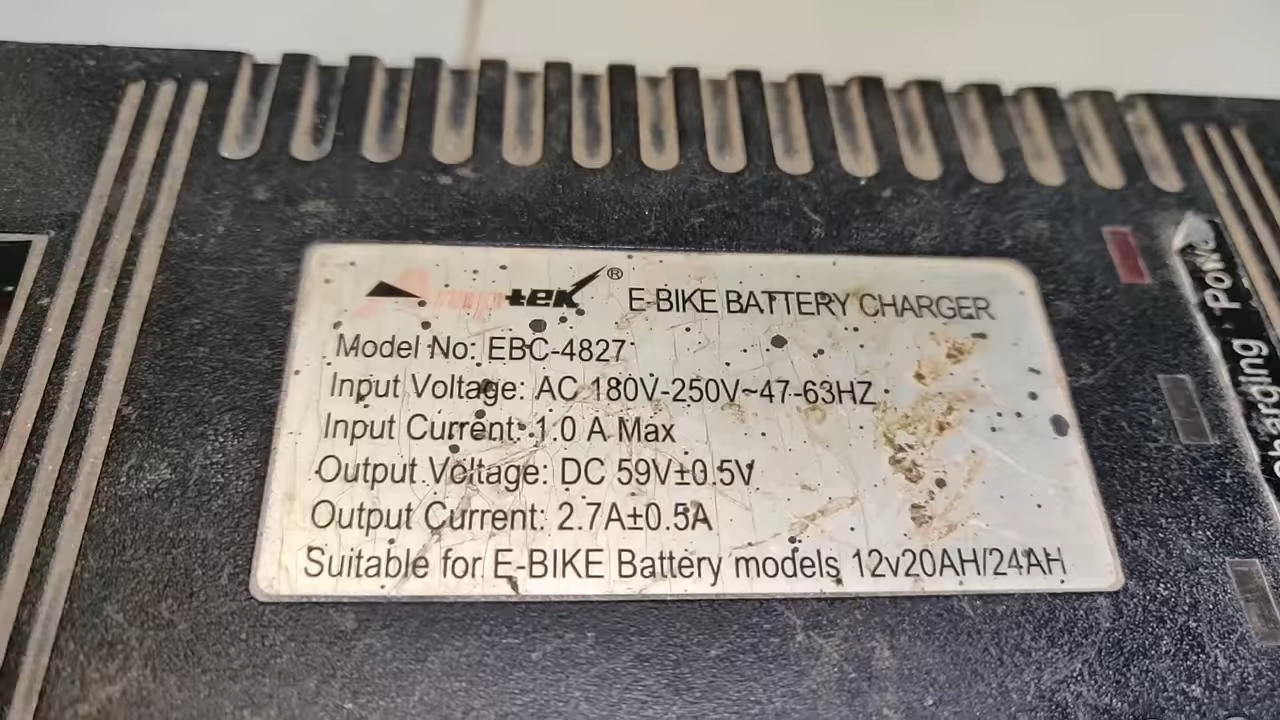 Amptek® E-BIKE BATTERY CHARGER
Model No: EBC-4827
Input Voltage: AC 180V-250V~47-63HZ
Input Current: 1.0 A Max
Output Voltage: DC 59V±0.5V
Output Current: 2.7A±0.5A
Suitable for E-BIKE Battery models 12v20AH/24AH
Charging